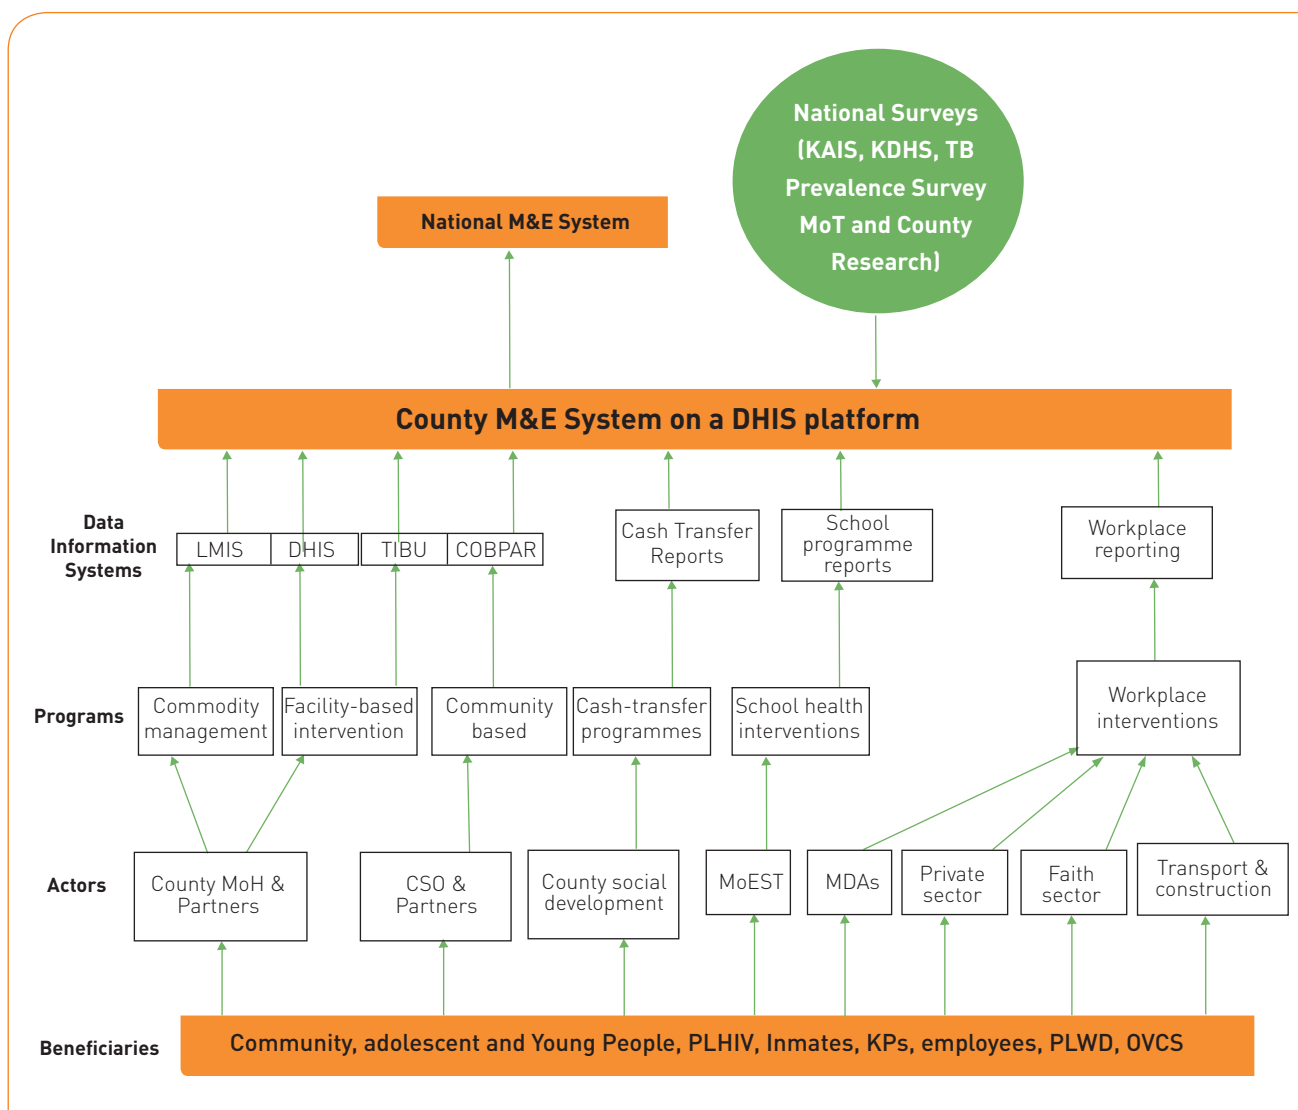 National Surveys
(KAIS, KDHS, TB
Prevalence Survey
MoT and County
Research)
National M&E System
County M&E System on a DHIS platform
Data
Information
Systems
LMIS
DHIS
TIBU
COBPAR
Cash Transfer
Reports
School
programme
reports
Workplace
reporting
Programs
Commodity
management
Facility-based
intervention
Community
based
Cash-transfer
programmes
School health
interventions
Workplace
interventions
Actors
County MoH &
Partners
CSO &
Partners
County social
development
MoEST
MDAs
Private
sector
Faith
sector
Transport &
construction
Beneficiaries
Community, adolescent and Young People, PLHIV, Inmates, KPs, employees, PLWD, OVCS